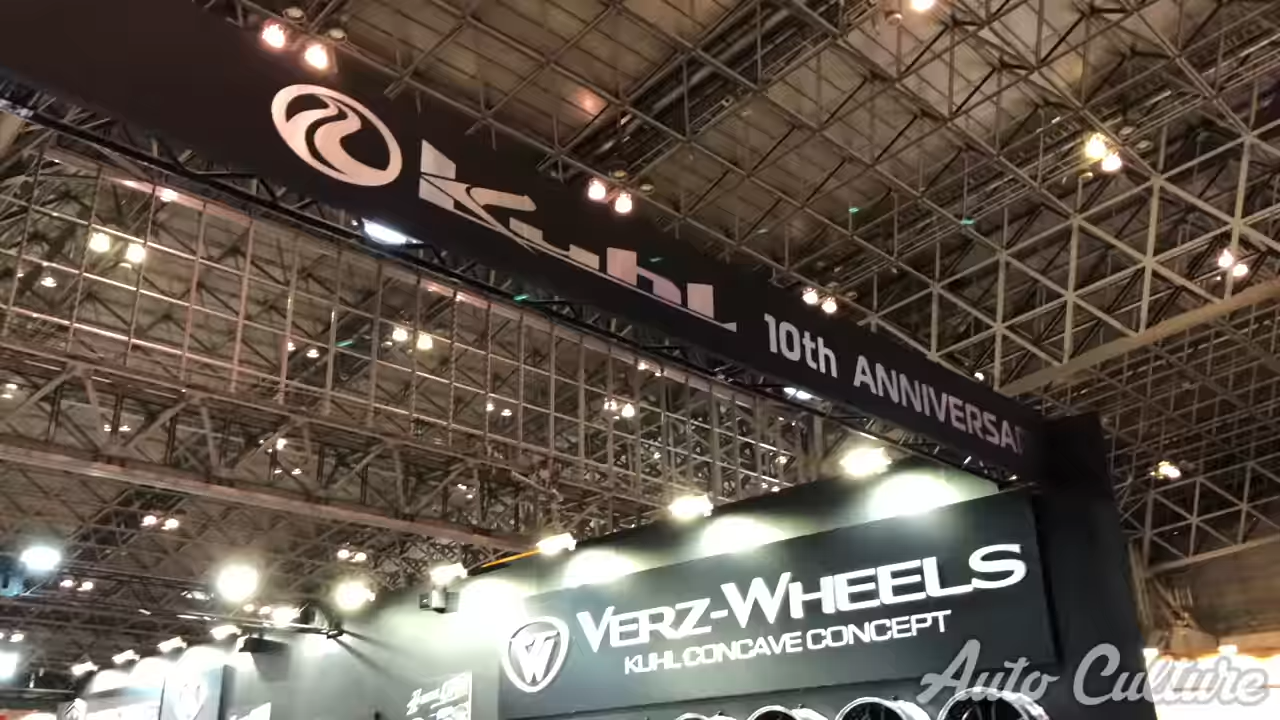 kuhl
10th ANNIVERSA
VERZ-WHEELS
KUHL CONCAVE CONCEPT
Auto Culture